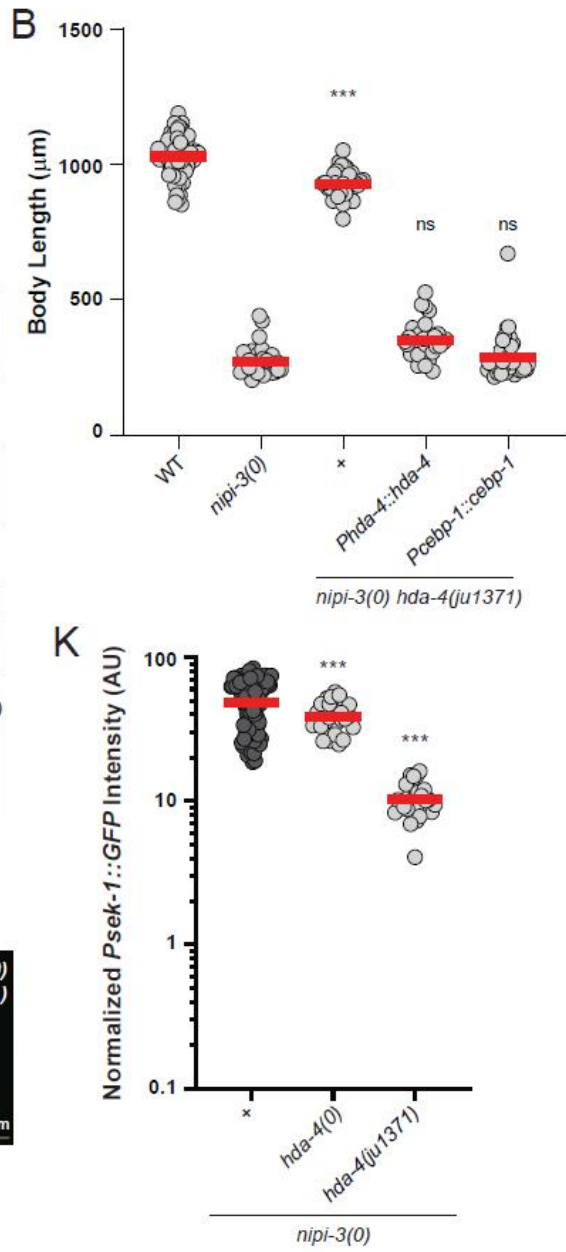 B
1500
1000
500
0
Body Length (µm)
***
ns
ns
WT
nipi-3(0)
×
Phda-4::hda-4
Pcebp-1::cebp-1
nipi-3(0) hda-4(ju1371)
K
100
10
1
0.1
Normalized Psek-1::GFP Intensity (AU)
***
***
×
hda-4(0)
hda-4(ju1371)
nipi-3(0)
)
)
m